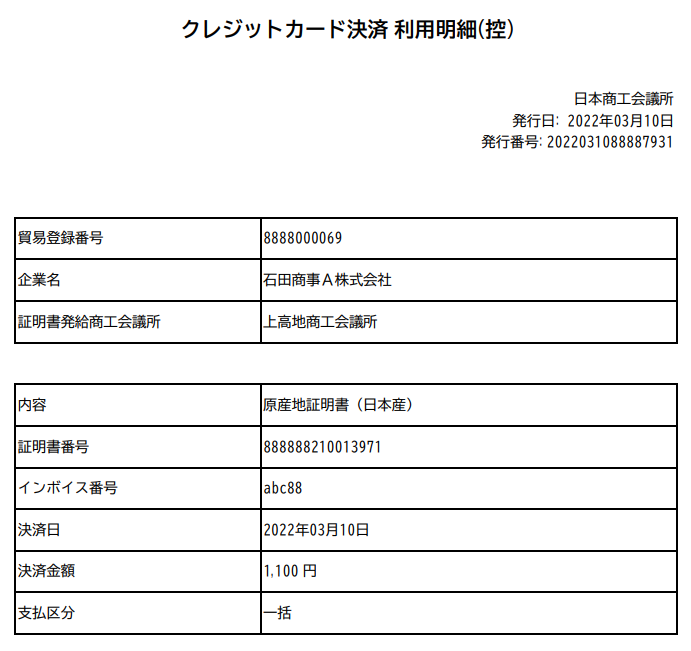 クレジットカード決済 利用明細(控)
日本商工会議所
発行日: 2022年03月10日
発行番号: 2022031088887931
貿易登録番号 8888000069
企業名 石田商事A株式会社
証明書発給商工会議所 上高地商工会議所
内容 原産地証明書（日本産）
証明書番号 888888210013971
インボイス番号 abc88
決済日 2022年03月10日
決済金額 1,100 円
支払区分 一括